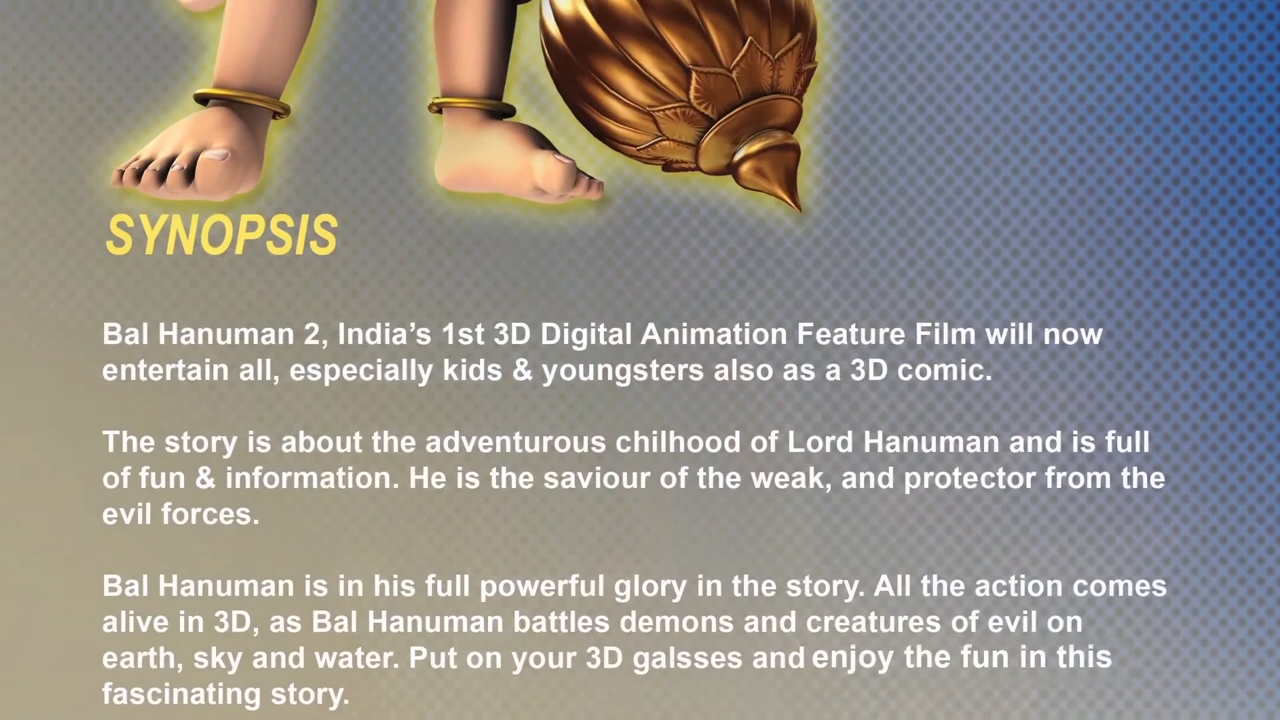 SYNOPSIS
Bal Hanuman 2, India’s 1st 3D Digital Animation Feature Film will now
entertain all, especially kids & youngsters also as a 3D comic.
The story is about the adventurous chilhood of Lord Hanuman and is full
of fun & information. He is the saviour of the weak, and protector from the
evil forces.
Bal Hanuman is in his full powerful glory in the story. All the action comes
alive in 3D, as Bal Hanuman battles demons and creatures of evil on
earth, sky and water. Put on your 3D galsses and enjoy the fun in this
fascinating story.